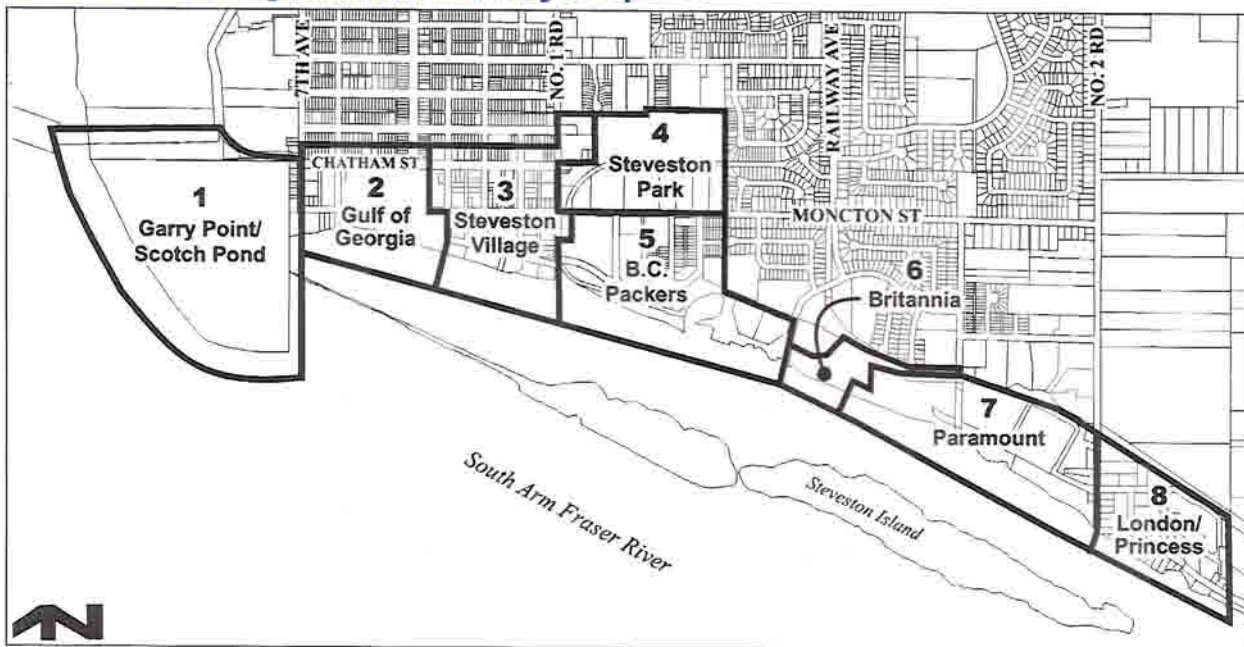 7TH AVE
NO. 1 RD
RAILWAY AVE
NO. 2 RD
CHATHAM ST
MONCTON ST
1
Garry Point/
Scotch Pond
2
Gulf of
Georgia
3
Steveston
Village
4
Steveston
Park
5
B.C.
Packers
6
Britannia
7
Paramount
8
London/
Princess
South Arm Fraser River
Steveston Island
N